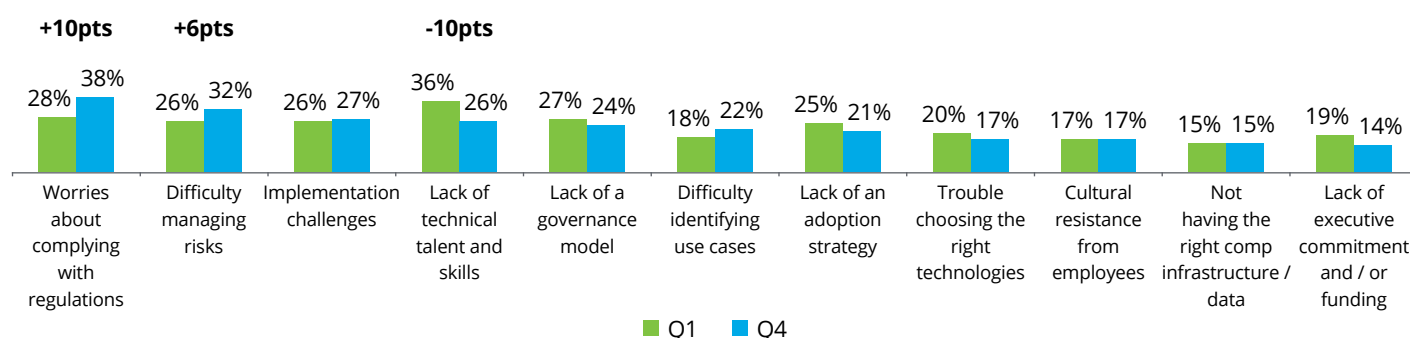 +10pts +6pts -10pts
28% 38% 26% 32% 26% 27% 36% 26% 27% 24% 18% 22% 25% 21% 20% 17% 17% 17% 15% 15% 19% 14%
Worries
about
complying
with
regulations
Difficulty
managing
risks
Implementation
challenges
Lack of
technical
talent and
skills
Lack of a
governance
model
Difficulty
identifying
use cases
Lack of an
adoption
strategy
Trouble
choosing the
right
technologies
Cultural
resistance
from
employees
Not
having the
right comp
infrastructure /
data
Lack of
executive
commitment
and / or
funding
Q1 Q4